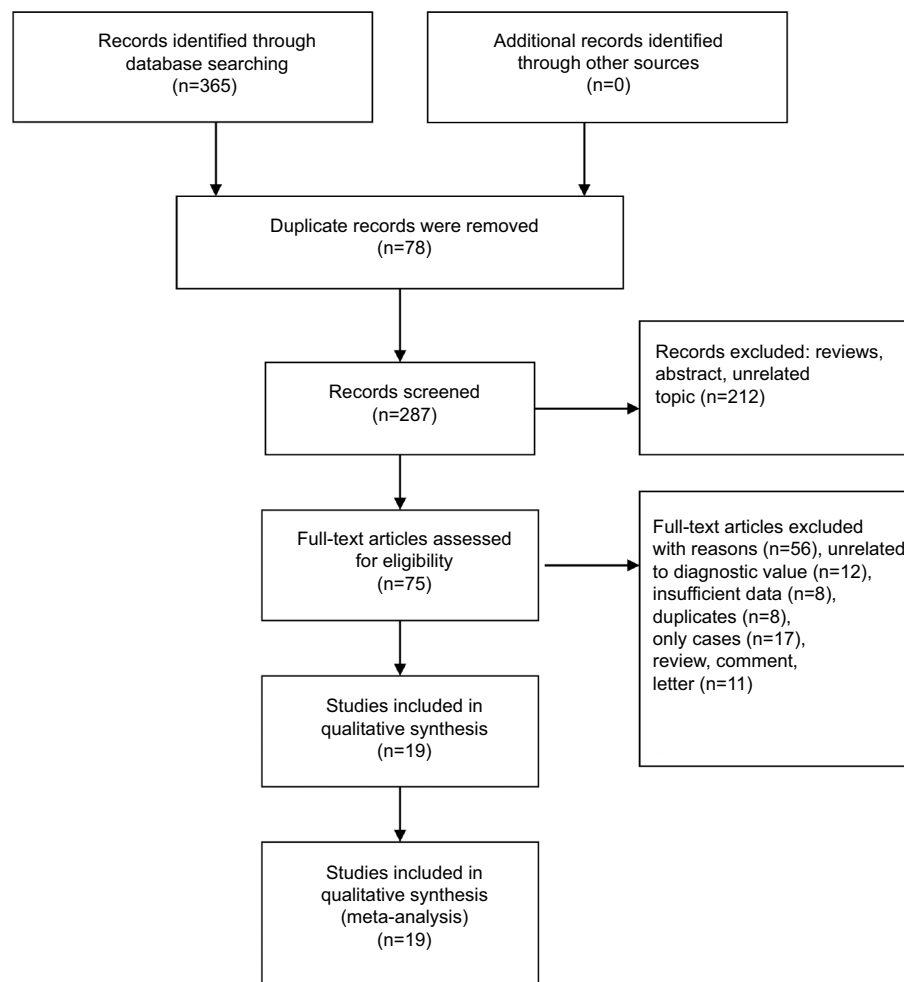 Records identified through
database searching
(n=365)
Additional records identified
through other sources
(n=0)
Duplicate records were removed
(n=78)
Records screened
(n=287)
Records excluded: reviews,
abstract, unrelated
topic (n=212)
Full-text articles assessed
for eligibility
(n=75)
Full-text articles excluded
with reasons (n=56), unrelated
to diagnostic value (n=12),
insufficient data (n=8),
duplicates (n=8),
only cases (n=17),
review, comment,
letter (n=11)
Studies included in
qualitative synthesis
(n=19)
Studies included in
qualitative synthesis
(meta-analysis)
(n=19)